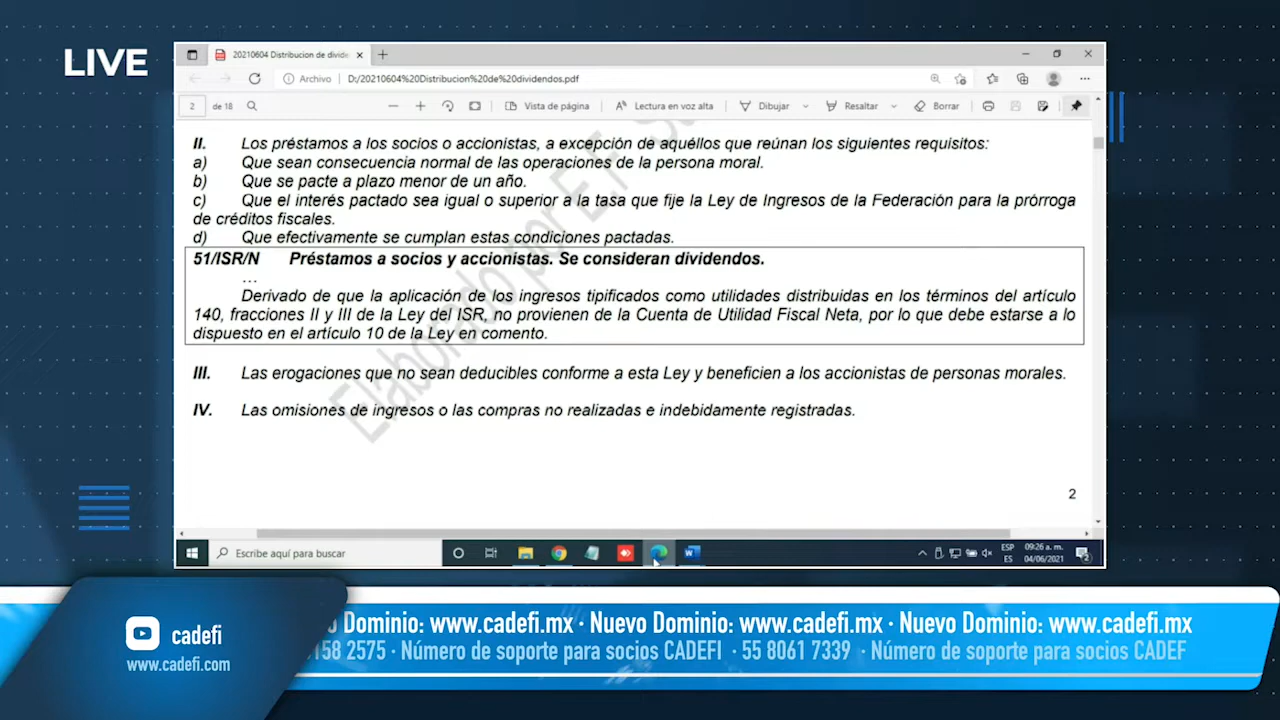 LIVE
20210604 Distribucion de divide
Archivo
D:/20210604%20Distribucion%20de%20dividendos.pdf
2
de 18
Vista de página
Lectura en voz alta
Dibujar
Resaltar
Borrar
II. Los préstamos a los socios o accionistas, a excepción de aquéllos que reúnan los siguientes requisitos:
a) Que sean consecuencia normal de las operaciones de la persona moral.
b) Que se pacte a plazo menor de un año.
c) Que el interés pactado sea igual o superior a la tasa que fije la Ley de Ingresos de la Federación para la prórroga
de créditos fiscales.
d) Que efectivamente se cumplan estas condiciones pactadas.
51/ISR/N Préstamos a socios y accionistas. Se consideran dividendos.
…
Derivado de que la aplicación de los ingresos tipificados como utilidades distribuidas en los términos del artículo
140, fracciones II y III de la Ley del ISR, no provienen de la Cuenta de Utilidad Fiscal Neta, por lo que debe estarse a lo
dispuesto en el artículo 10 de la Ley en comento.
III. Las erogaciones que no sean deducibles conforme a esta Ley y beneficien a los accionistas de personas morales.
IV. Las omisiones de ingresos o las compras no realizadas e indebidamente registradas.
Elaborado por EF S
2
Escribe aquí para buscar
ESP
ES
09:26 a. m.
04/06/2021
2
cadefi
www.cadefi.com
o Dominio: www.cadefi.mx · Nuevo Dominio: www.cadefi.mx · Nuevo Dominio: www.cadefi.mx
158 2575 · Número de soporte para socios CADEFI · 55 8061 7339 · Número de soporte para socios CADEF